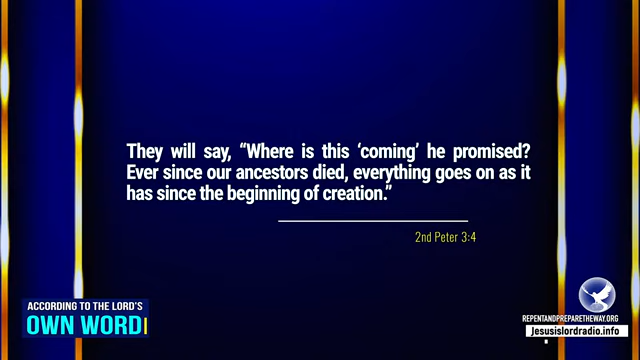 They will say, “Where is this ‘coming’ he promised?
Ever since our ancestors died, everything goes on as it
has since the beginning of creation.”
2nd Peter 3:4
ACCORDING TO THE LORD'S
OWN WORD
REPENTANDPREPARETHEWAY.ORG
Jesusislordradio.info